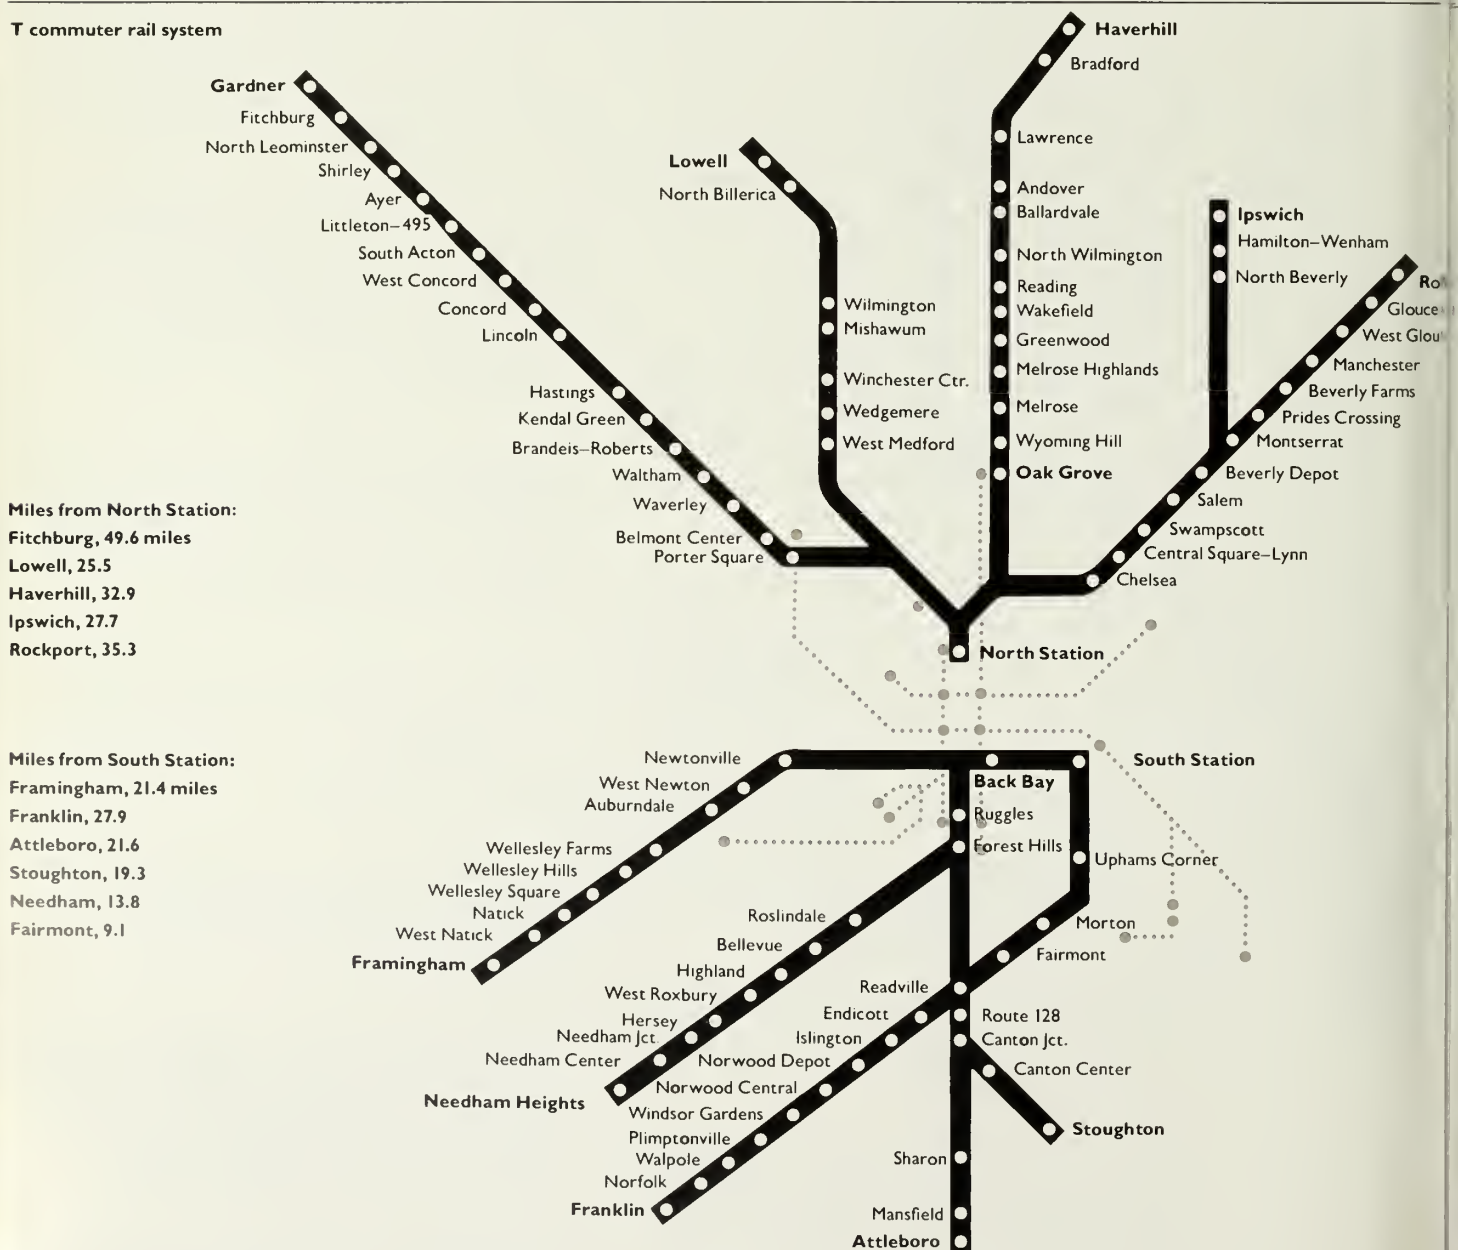 T commuter rail system
Haverhill
Bradford
Lawrence
Andover
Ballardvale
North Wilmington
Reading
Wakefield
Greenwood
Melrose Highlands
Melrose
Wyoming Hill
Oak Grove
Gardner
Fitchburg
North Leominster
Shirley
Ayer
Littleton–495
South Acton
West Concord
Concord
Lincoln
Hastings
Kendal Green
Brandeis–Roberts
Waltham
Waverley
Belmont Center
Porter Square
Lowell
North Billerica
Wilmington
Mishawum
Winchester Ctr.
Wedgemere
West Medford
Ipswich
Hamilton–Wenham
North Beverly
Ro
Glouce
West Glou
Manchester
Beverly Farms
Prides Crossing
Montserrat
Beverly Depot
Salem
Swampscott
Central Square–Lynn
Chelsea
North Station
Miles from North Station:
Fitchburg, 49.6 miles
Lowell, 25.5
Haverhill, 32.9
Ipswich, 27.7
Rockport, 35.3
Miles from South Station:
Framingham, 21.4 miles
Franklin, 27.9
Attleboro, 21.6
Stoughton, 19.3
Needham, 13.8
Fairmont, 9.1
Newtonville
West Newton
Auburndale
Wellesley Farms
Wellesley Hills
Wellesley Square
Natick
West Natick
Framingham
South Station
Back Bay
Ruggles
Forest Hills
Uphams Corner
Morton
Fairmont
Roslindale
Bellevue
Highland
West Roxbury
Hersey
Needham Jct.
Needham Center
Needham Heights
Readville
Endicott
Islington
Norwood Depot
Norwood Central
Windsor Gardens
Plimptonville
Walpole
Norfolk
Franklin
Route 128
Canton Jct.
Canton Center
Stoughton
Sharon
Mansfield
Attleboro